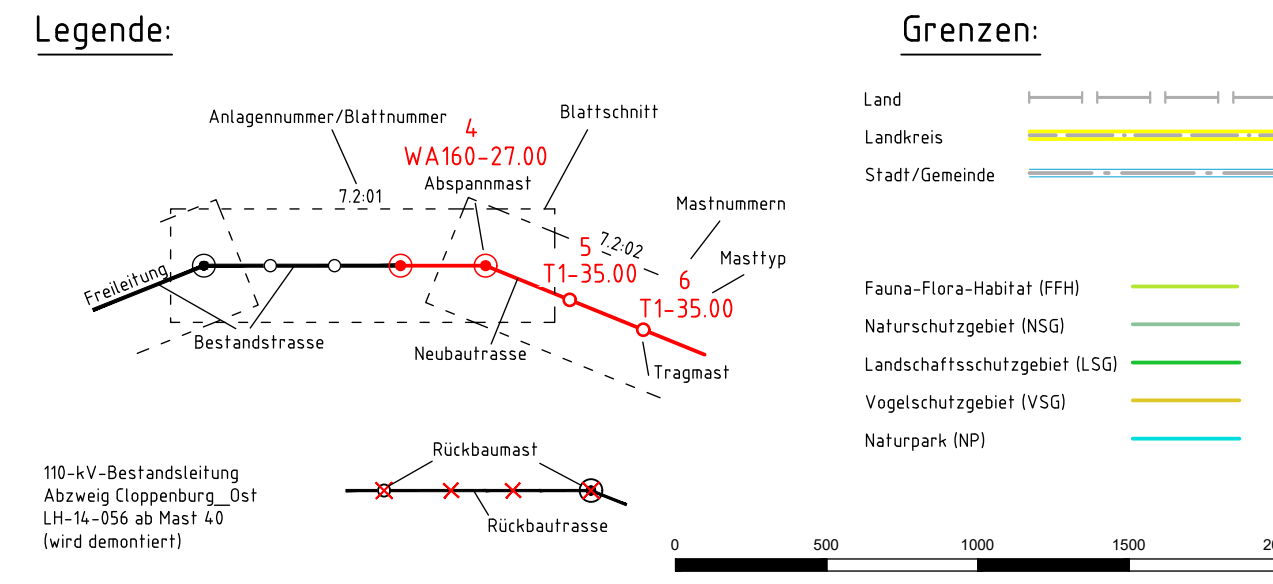 Legende:
Anlagennummer/Blattnummer
4
WA160-27.00
Abspannmast
Blattschnitt
7.2:01
Mastnummern
5
7.2:02
T1-35.00
Masttyp
6
T1-35.00
Freileitung
Bestandstrasse
Neubautrasse
Tragmast
Rückbaumast
Rückbautrasse
110-kV-Bestandsleitung
Abzweig Cloppenburg_Ost
LH-14-056 ab Mast 40
(wird demontiert)
Grenzen:
Land
Landkreis
Stadt/Gemeinde
Fauna-Flora-Habitat (FFH)
Naturschutzgebiet (NSG)
Landschaftsschutzgebiet (LSG)
Vogelschutzgebiet (VSG)
Naturpark (NP)
0 500 1000 1500